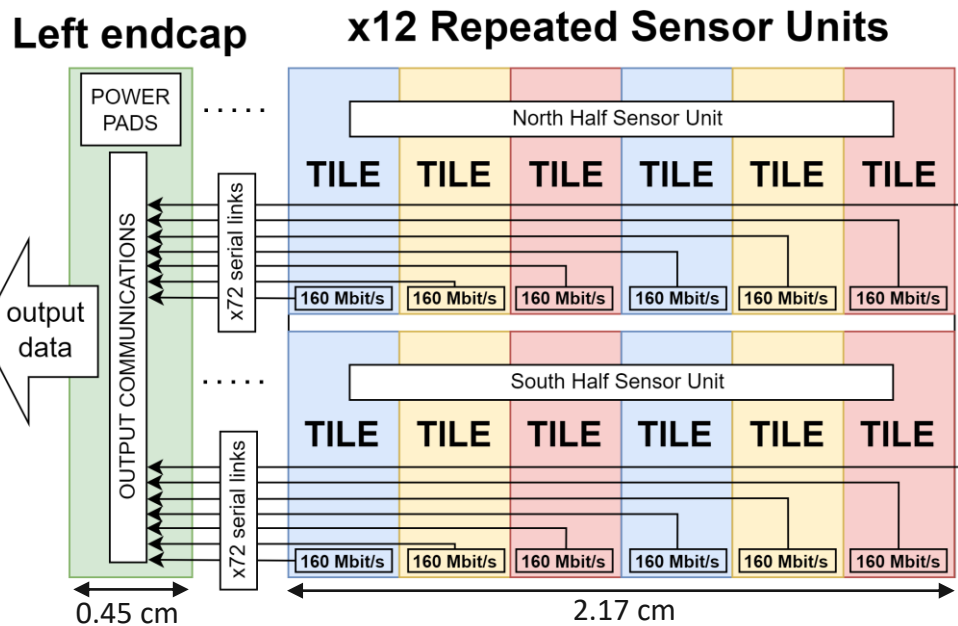 Left endcap
x12 Repeated Sensor Units
POWER
PADS
.....
North Half Sensor Unit
TILE TILE TILE TILE TILE TILE
OUTPUT COMMUNICATIONS
x72 serial links
160 Mbit/s 160 Mbit/s 160 Mbit/s 160 Mbit/s 160 Mbit/s 160 Mbit/s
output
data
.....
South Half Sensor Unit
TILE TILE TILE TILE TILE TILE
x72 serial links
160 Mbit/s 160 Mbit/s 160 Mbit/s 160 Mbit/s 160 Mbit/s 160 Mbit/s
0.45 cm
2.17 cm